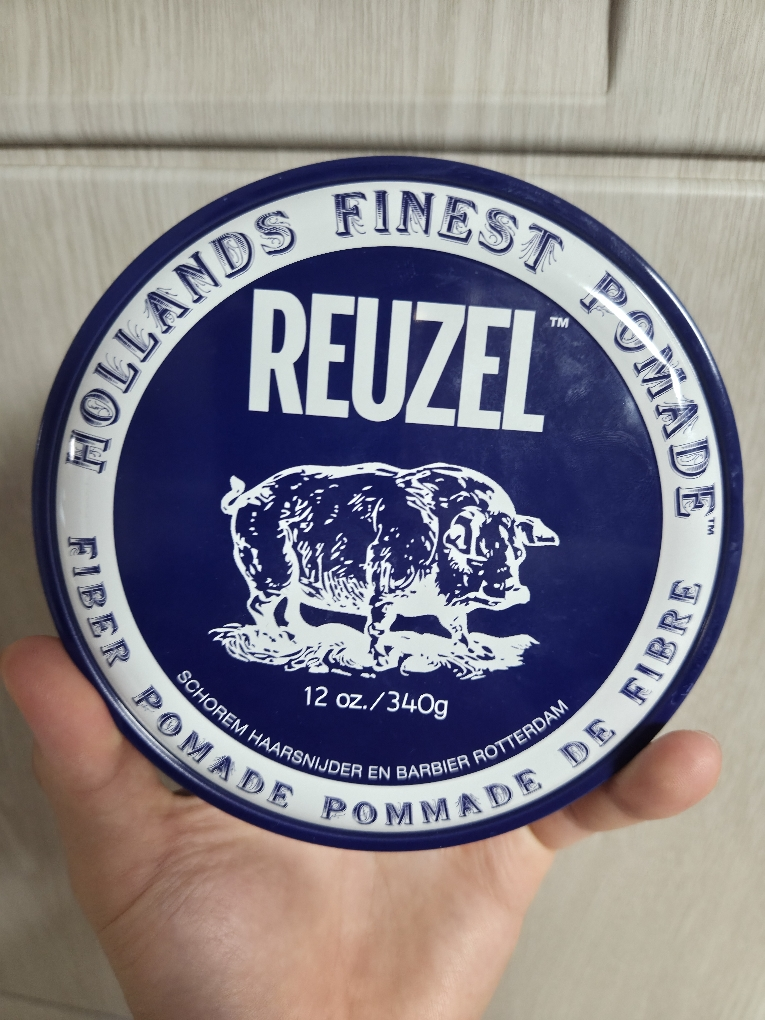 HOLLANDS FINEST POMADE™
REUZEL™
12 oz./340g
SCHOREM HAARSNIJDER EN BARBIER ROTTERDAM
FIBER POMADE POMMADE DE FIBRE